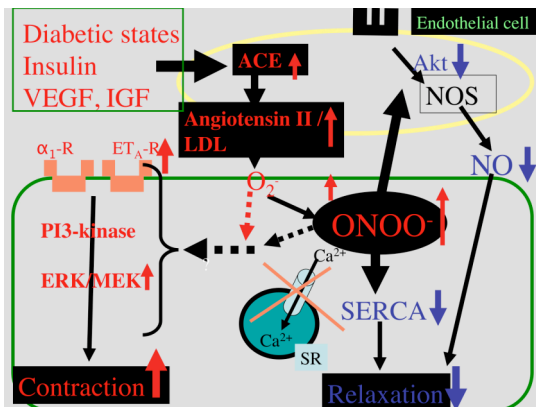 Diabetic states
Insulin
VEGF, IGF
ACE
Endothelial cell
Akt
NOS
Angiotensin II /
LDL
α₁-R
ETA-R
O₂⁻
NO
PI3-kinase
ERK/MEK
ONOO⁻
Ca²⁺
SERCA
Ca²⁺
SR
Contraction
Relaxation